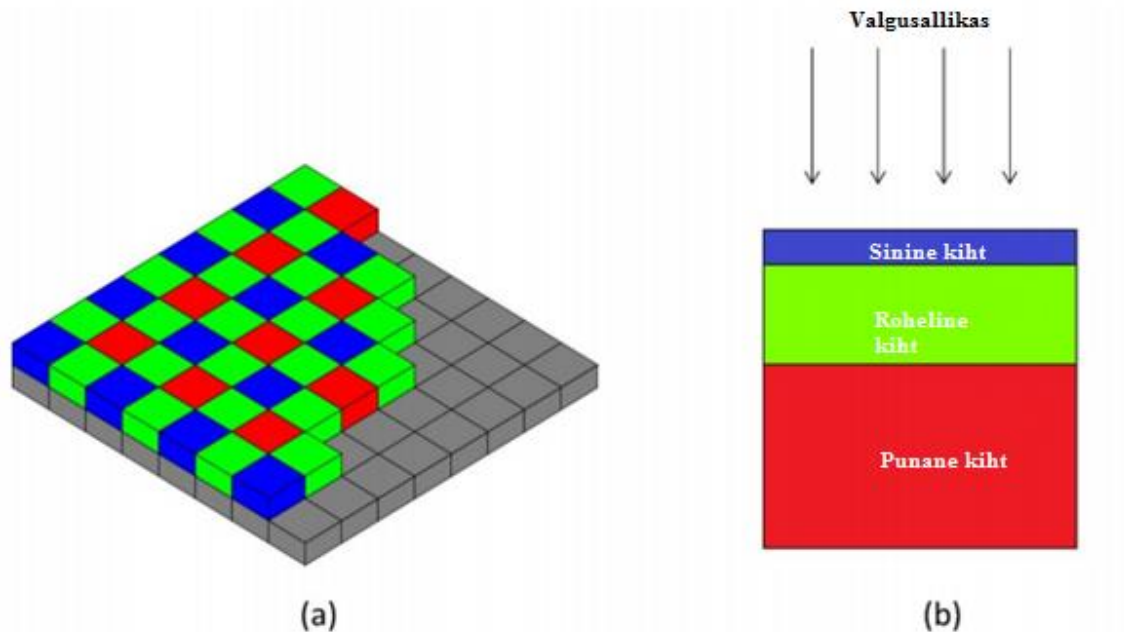 Valgusallikas
Sinine kiht
Roheline
kiht
Punane kiht
(a)
(b)